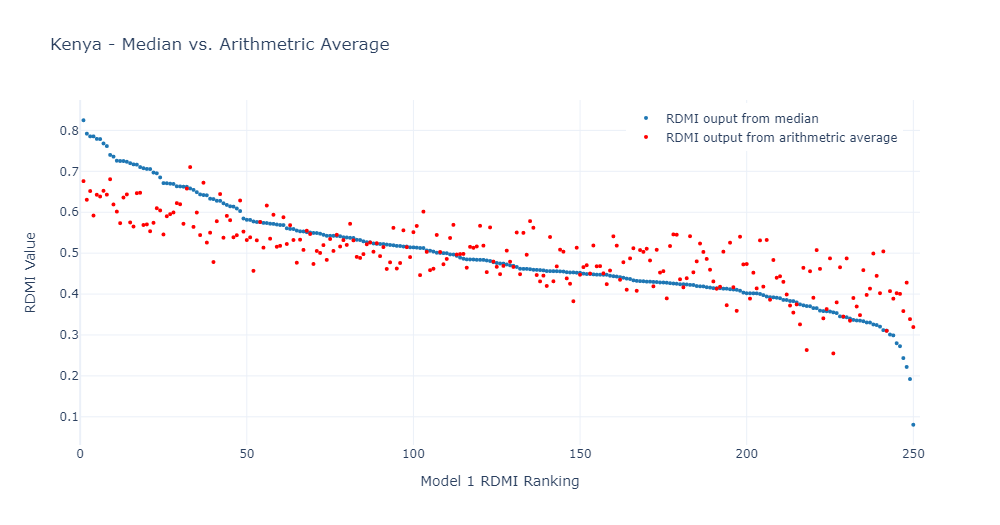 Kenya - Median vs. Arithmetric Average
RDMI ouput from median
RDMI output from arithmetric average
RDMI Value
0.8
0.7
0.6
0.5
0.4
0.3
0.2
0.1
0 50 100 150 200 250
Model 1 RDMI Ranking